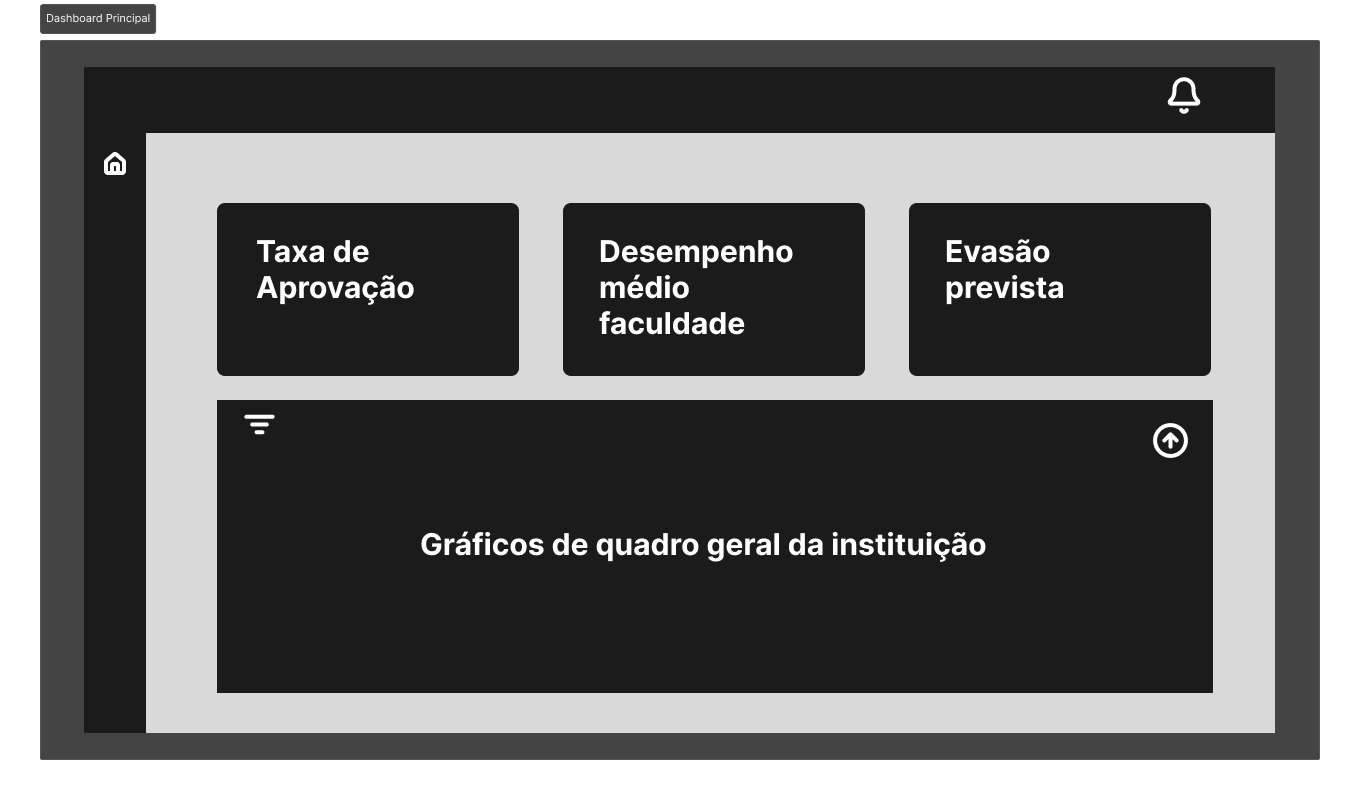 Dashboard Principal
Taxa de
Aprovação
Desempenho
médio
faculdade
Evasão
prevista
Gráficos de quadro geral da instituição